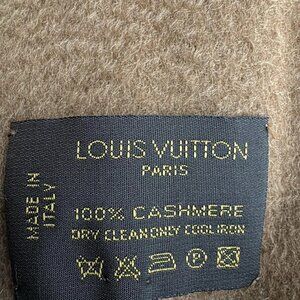 LOUIS VUITTON
PARIS
MADE IN
ITALY
100% CASHMERE
DRY CLEAN ONLY COOL IRON
P